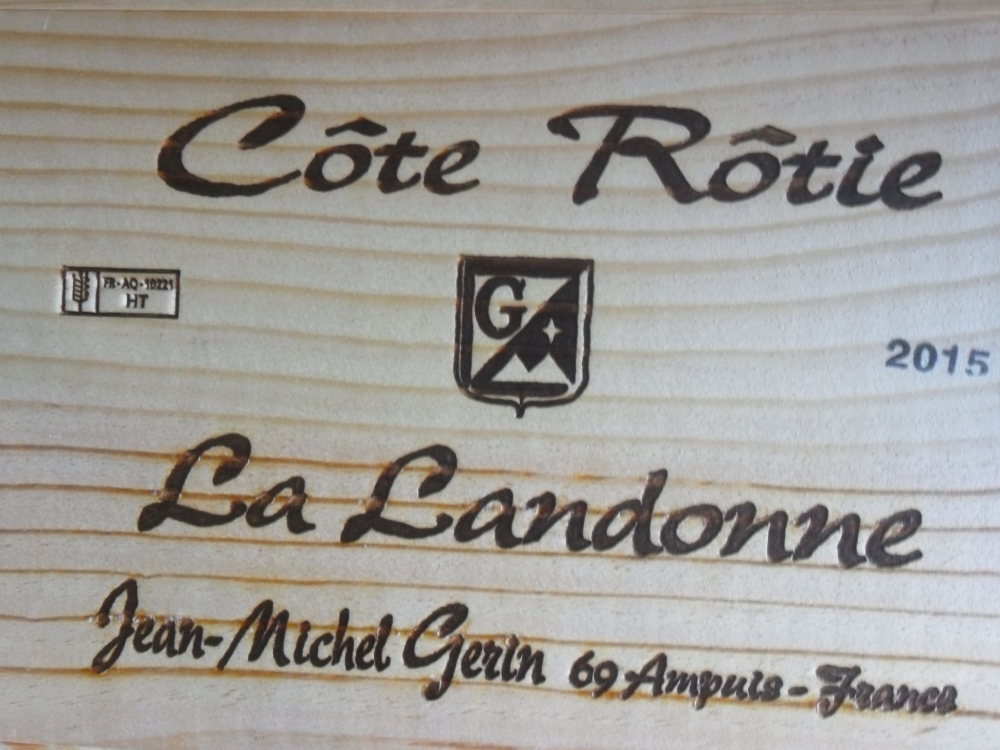 Côte Rôtie
FR-AQ-10221
HT
G
2015
La Landonne
Jean-Michel Gerin 69 Ampuis - France